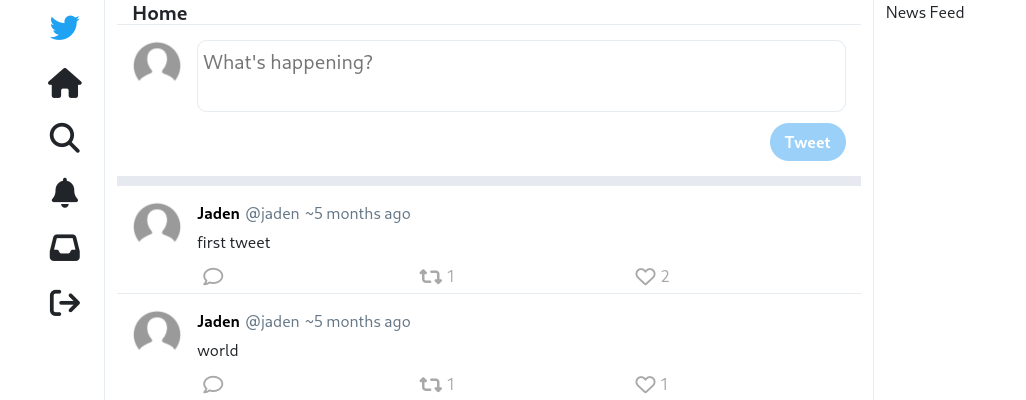 Home
News Feed
What's happening?
Tweet
Jaden @jaden ~5 months ago
first tweet
1 2
Jaden @jaden ~5 months ago
world
1 1